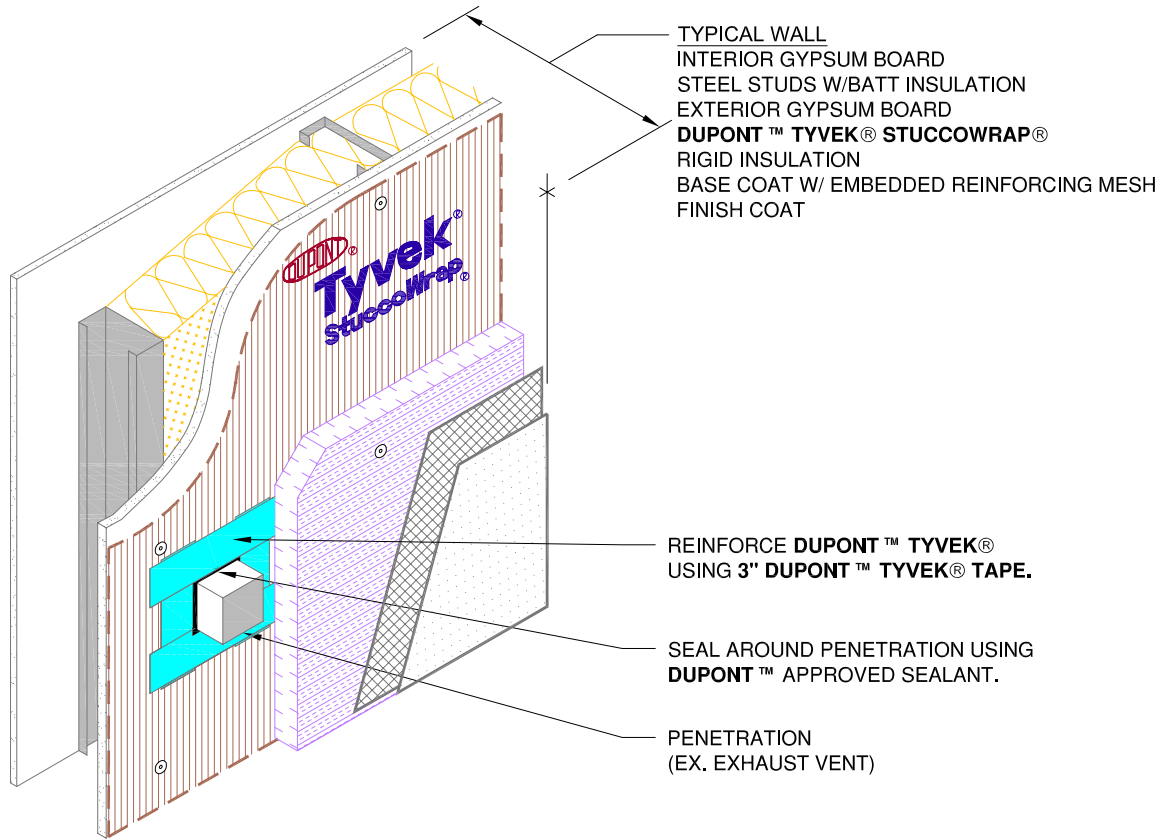 TYPICAL WALL
INTERIOR GYPSUM BOARD
STEEL STUDS W/BATT INSULATION
EXTERIOR GYPSUM BOARD
DUPONT ™ TYVEK® STUCCOWRAP®
RIGID INSULATION
BASE COAT W/ EMBEDDED REINFORCING MESH
FINISH COAT
DUPONT®
Tyvek®
StuccoWrap®
REINFORCE DUPONT ™ TYVEK®
USING 3" DUPONT ™ TYVEK® TAPE.
SEAL AROUND PENETRATION USING
DUPONT ™ APPROVED SEALANT.
PENETRATION
(EX. EXHAUST VENT)